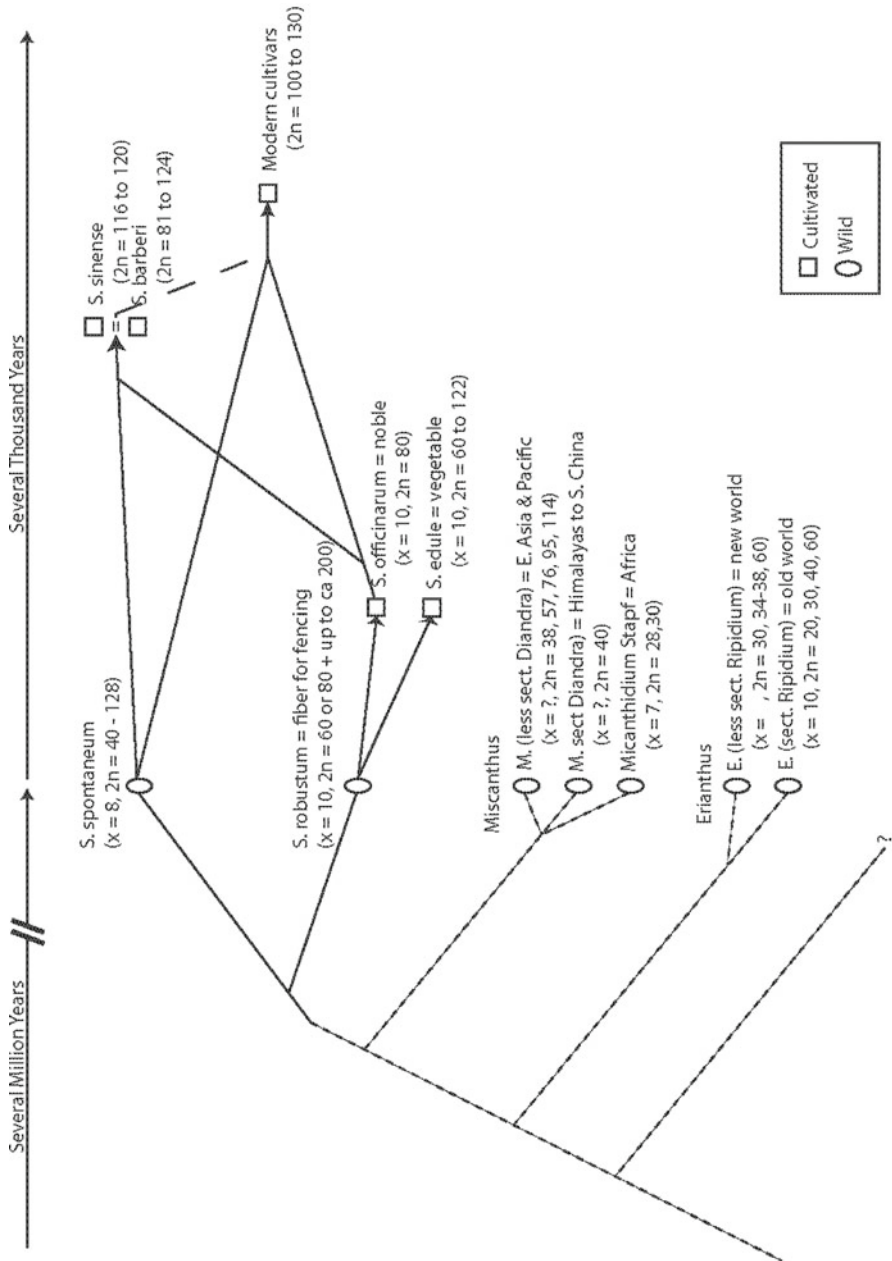 Several Million Years
Several Thousand Years
S. spontaneum
(x = 8, 2n = 40 - 128)
S. sinense
(2n = 116 to 120)
=
S. barberi
(2n = 81 to 124)
Modern cultivars
(2n = 100 to 130)
S. robustum = fiber for fencing
(x = 10, 2n = 60 or 80 + up to ca 200)
S. officinarum = noble
(x = 10, 2n = 80)
S. edule = vegetable
(x = 10, 2n = 60 to 122)
Miscanthus
M. (less sect. Diandra) = E. Asia & Pacific
(x = ?, 2n = 38, 57, 76, 95, 114)
M. sect Diandra) = Himalayas to S. China
(x = ?, 2n = 40)
Micanthidium Stapf = Africa
(x = 7, 2n = 28,30)
Erianthus
E. (less sect. Ripidium) = new world
(x = , 2n = 30, 34-38, 60)
E. (sect. Ripidium) = old world
(x = 10, 2n = 20, 30, 40, 60)
?
Cultivated
Wild